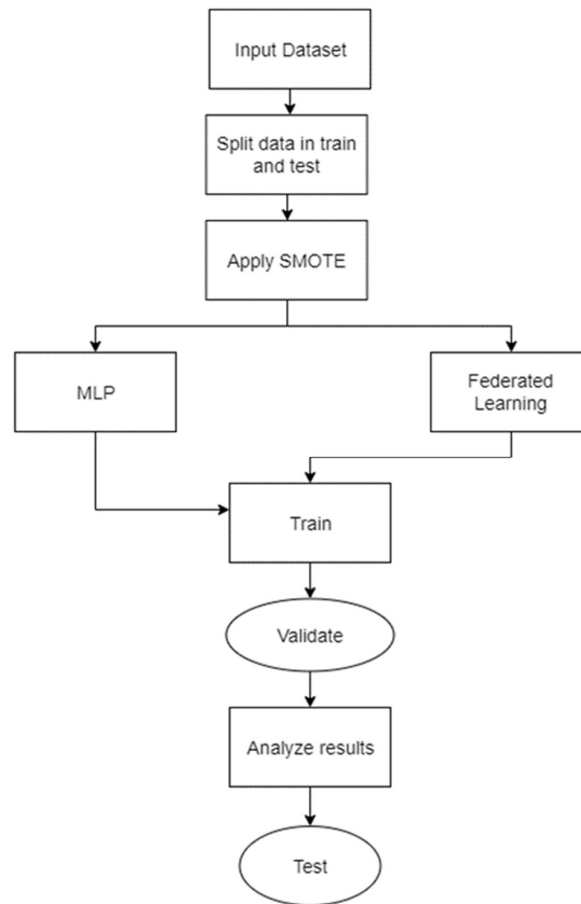 Input Dataset
Split data in train
and test
Apply SMOTE
MLP
Federated
Learning
Train
Validate
Analyze results
Test